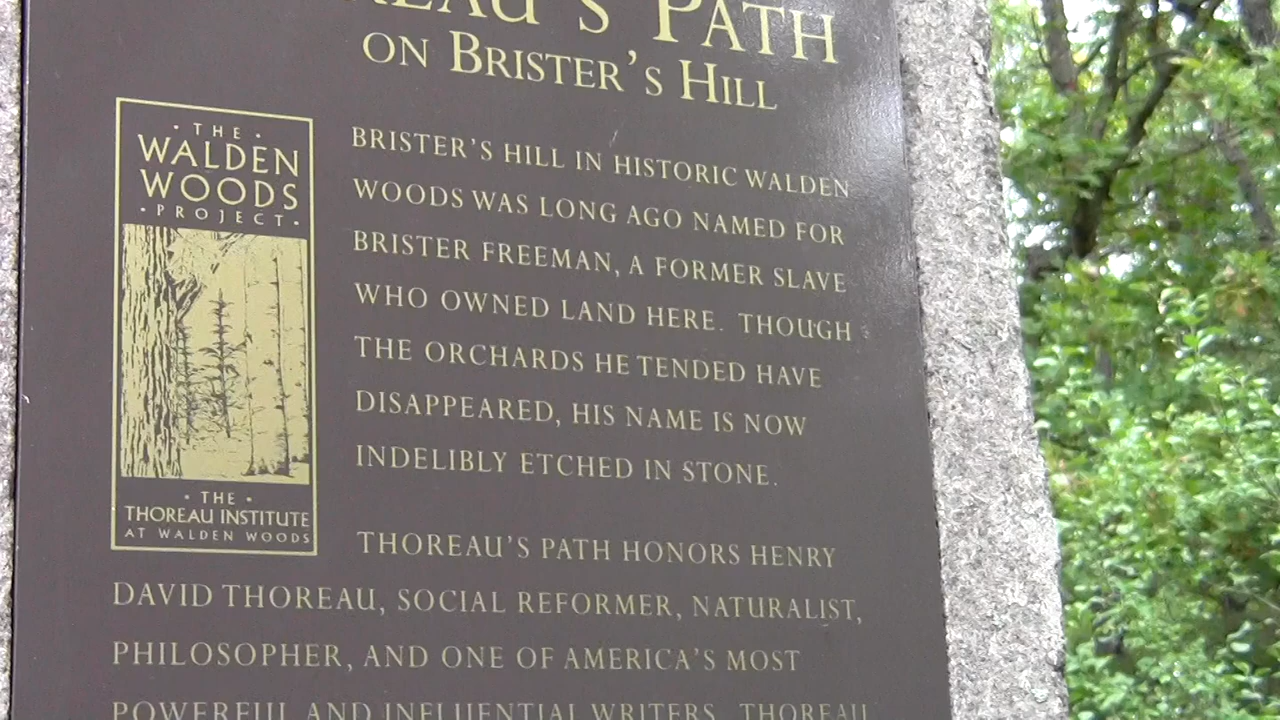 'S PATH
ON BRISTER'S HILL
· THE ·
WALDEN
WOODS
· PROJECT ·
· THE ·
THOREAU INSTITUTE
AT WALDEN WOODS
BRISTER'S HILL IN HISTORIC WALDEN
WOODS WAS LONG AGO NAMED FOR
BRISTER FREEMAN, A FORMER SLAVE
WHO OWNED LAND HERE. THOUGH
THE ORCHARDS HE TENDED HAVE
DISAPPEARED, HIS NAME IS NOW
INDELIBLY ETCHED IN STONE.
THOREAU'S PATH HONORS HENRY
DAVID THOREAU, SOCIAL REFORMER, NATURALIST,
PHILOSOPHER, AND ONE OF AMERICA'S MOST
POWERFUL AND INFLUENTIAL WRITERS. THOREAU